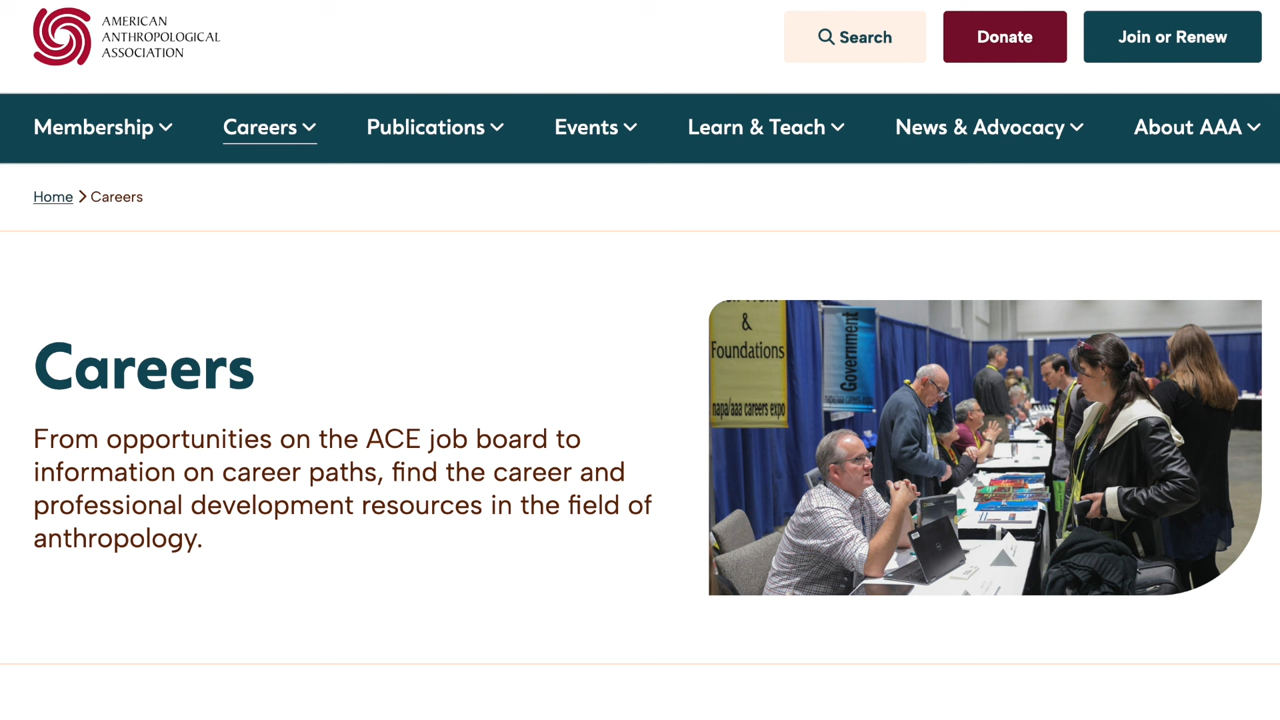 AMERICAN
ANTHROPOLOGICAL
ASSOCIATION
Search
Donate
Join or Renew
Membership
Careers
Publications
Events
Learn & Teach
News & Advocacy
About AAA
Home
Careers
Careers
From opportunities on the ACE job board to
information on career paths, find the career and
professional development resources in the field of
anthropology.
&
Foundations
napa/aaa careers expo
Government